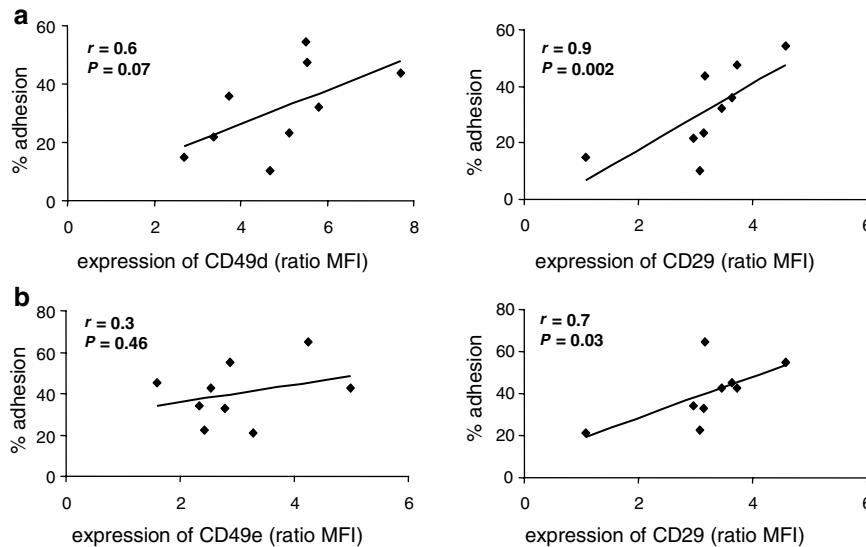 a
60
40
20
0
% adhesion
r = 0.6
P = 0.07
0 2 4 6 8
expression of CD49d (ratio MFI)
60
40
20
0
% adhesion
r = 0.9
P = 0.002
0 2 4 6
expression of CD29 (ratio MFI)
b
80
60
40
20
0
% adhesion
r = 0.3
P = 0.46
0 2 4 6
expression of CD49e (ratio MFI)
80
60
40
20
0
% adhesion
r = 0.7
P = 0.03
0 2 4 6
expression of CD29 (ratio MFI)